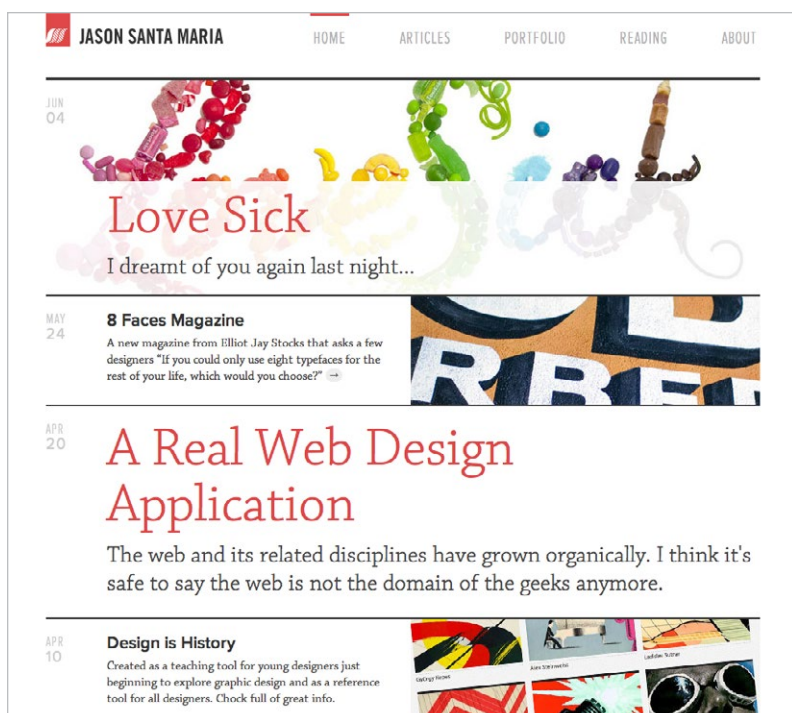 JASON SANTA MARIA
HOME
ARTICLES
PORTFOLIO
READING
ABOUT
JUN
04
Love Sick
Love Sick
I dreamt of you again last night...
MAY
24
8 Faces Magazine
A new magazine from Elliot Jay Stocks that asks a few
designers “If you could only use eight typefaces for the
rest of your life, which would you choose?” →
RBE
APR
20
A Real Web Design
Application
The web and its related disciplines have grown organically. I think it's
safe to say the web is not the domain of the geeks anymore.
APR
10
Design is History
Created as a teaching tool for young designers just
beginning to explore graphic design and as a reference
tool for all designers. Chock full of great info.